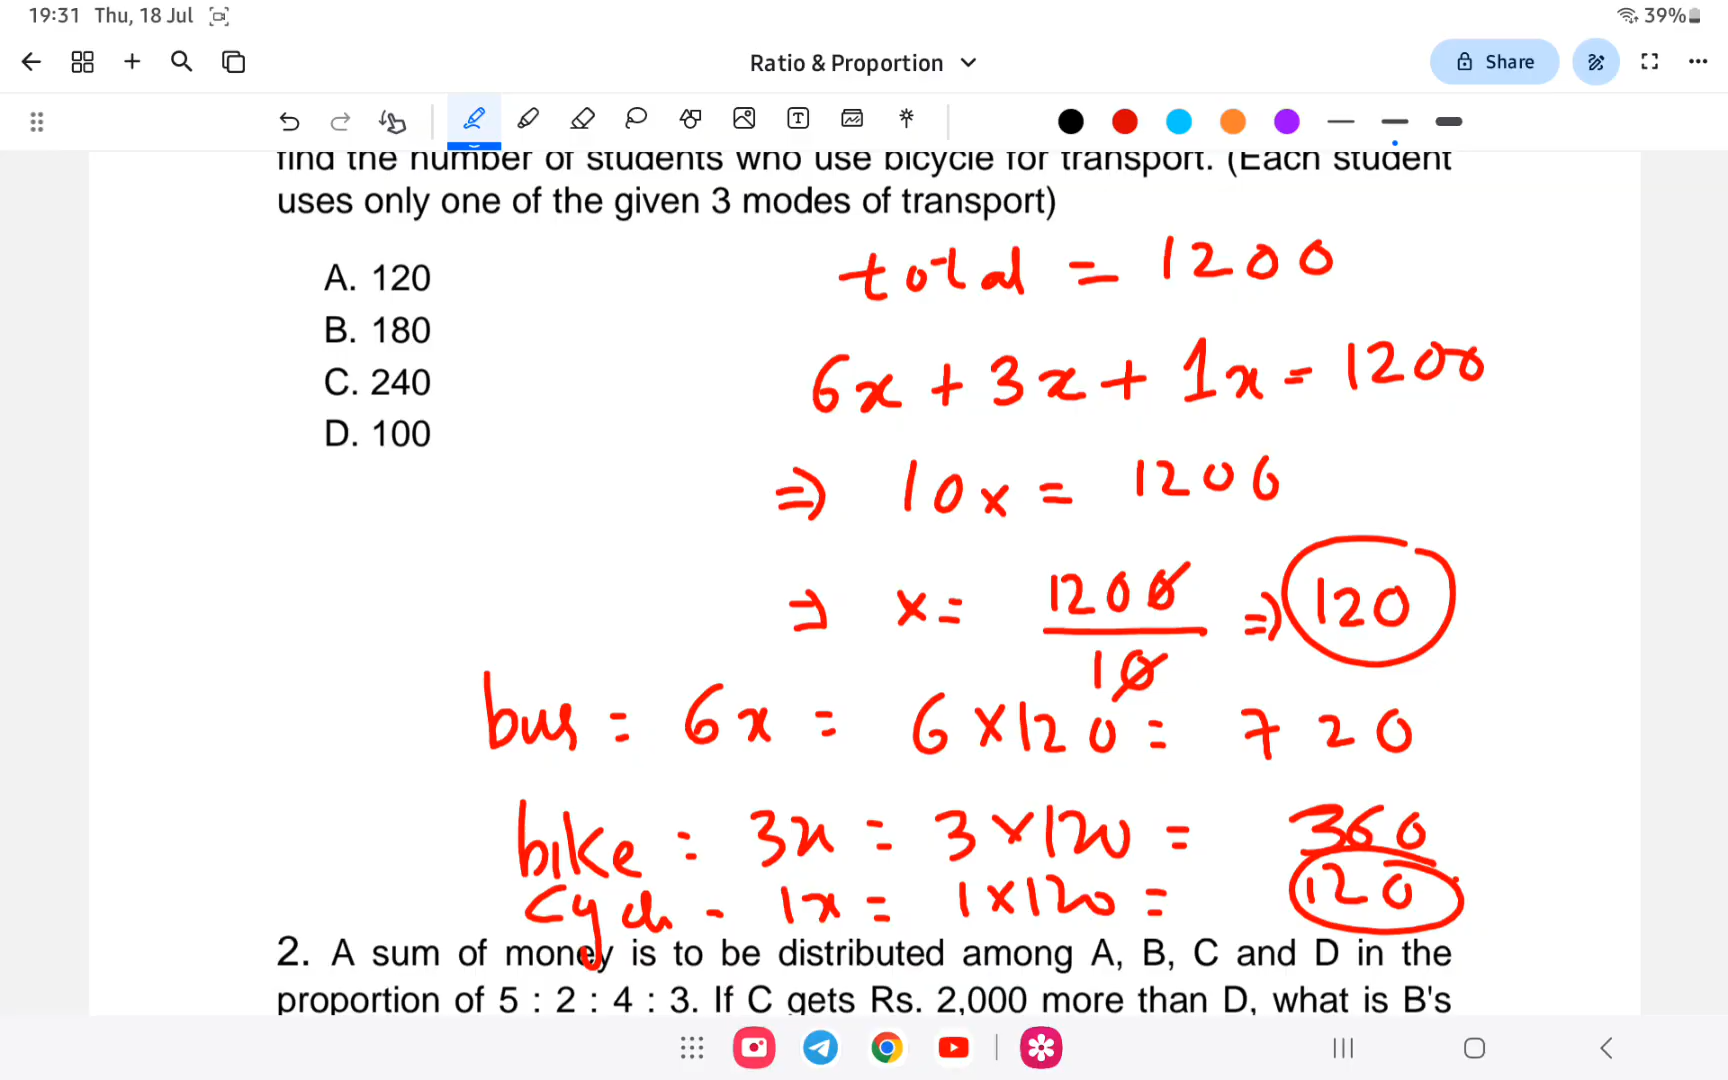 19:31 Thu, 18 Jul 39%
Ratio & Proportion
Share
find the number of students who use bicycle for transport. (Each student
uses only one of the given 3 modes of transport)
A. 120
B. 180
C. 240
D. 100
total = 1200
6x + 3x + 1x = 1200
⇒ 10x = 1200
⇒ x = 1200/10 ⇒ 120
bus = 6x = 6 × 120 = 720
bike = 3x = 3 × 120 = 360
1x = 1 × 120 = 120
2. A sum of money is to be distributed among A, B, C and D in the
proportion of 5 : 2 : 4 : 3. If C gets Rs. 2,000 more than D, what is B's